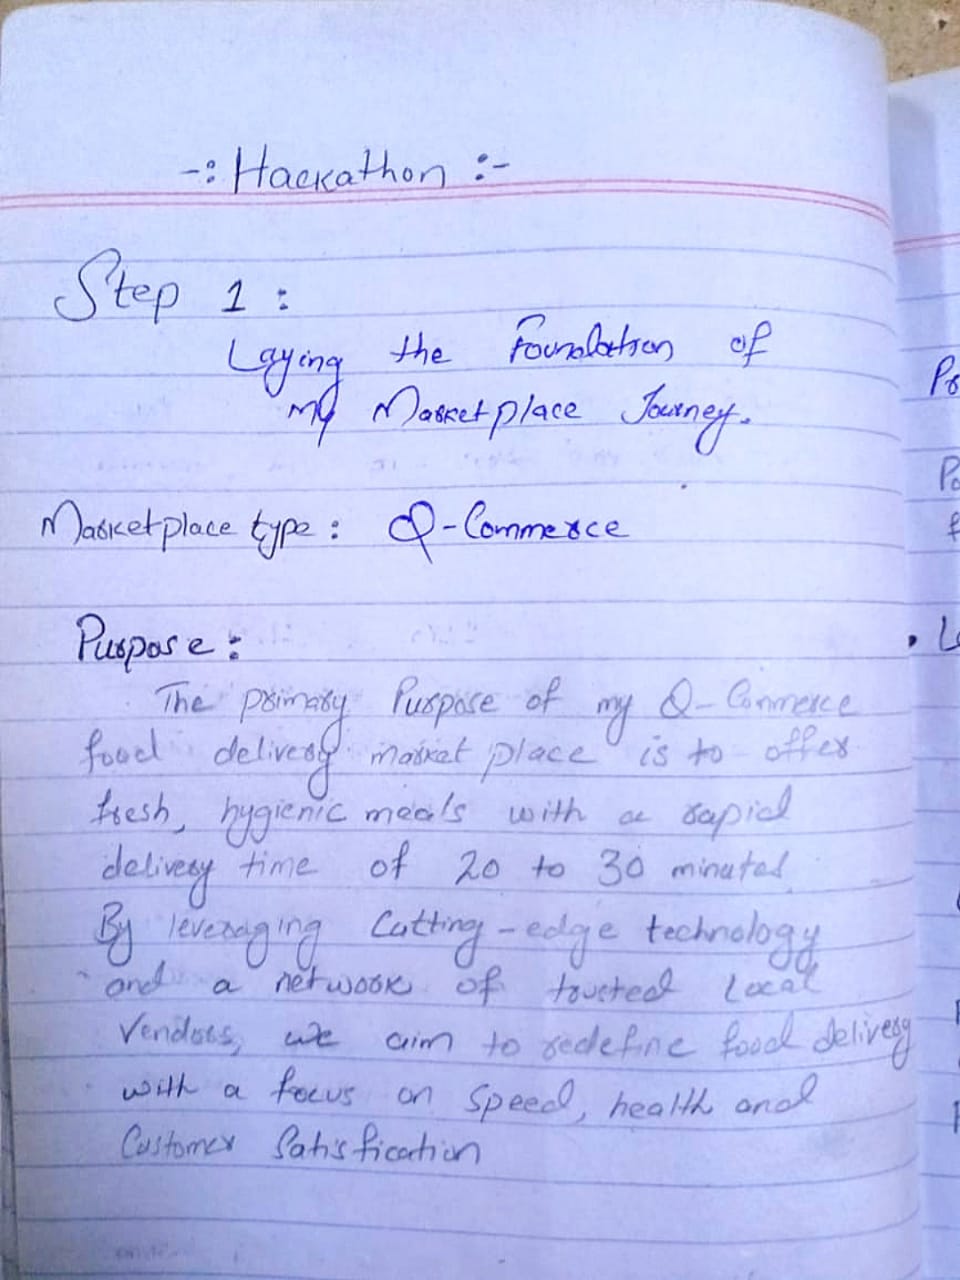 -: Hackathon :-
Step 1 :
Laying the Foundation of
my Marketplace Journey.
Marketplace type : Q-Commerce
Purpose :
The primary Purpose of my Q-Commerce
food delivery market place is to offer
fresh, hygienic meals with a rapid
delivery time of 20 to 30 minutes
By leveraging Cutting-edge technology
and a network of trusted Local
Vendors, we aim to redefine food delivery
with a focus on Speed, health and
Customer Satisfication